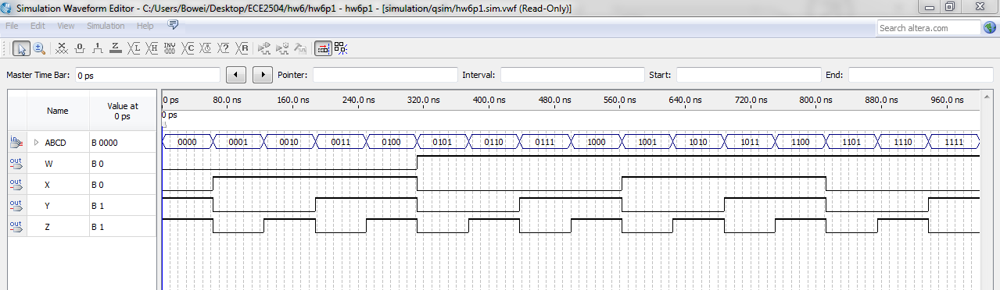 Simulation Waveform Editor - C:/Users/Bowei/Desktop/ECE2504/hw6/hw6p1 - hw6p1 - [simulation/qsim/hw6p1.sim.vwf (Read-Only)]
File Edit View Simulation Help Search altera.com
Master Time Bar: 0 ps Pointer: Interval: Start: End:
Name Value at 0 ps 0 ps 80.0 ns 160.0 ns 240.0 ns 320.0 ns 400.0 ns 480.0 ns 560.0 ns 640.0 ns 720.0 ns 800.0 ns 880.0 ns 960.0 ns
0 ps
in ABCD B 0000 0000 0001 0010 0011 0100 0101 0110 0111 1000 1001 1010 1011 1100 1101 1110 1111
out W B 0
out X B 0
out Y B 1
out Z B 1